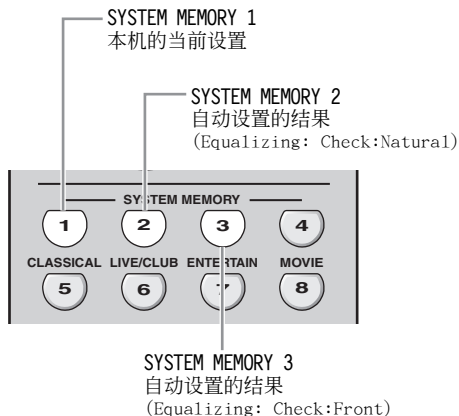 SYSTEM MEMORY 1
本机的当前设置
SYSTEM MEMORY 2
自动设置的结果
(Equalizing: Check:Natural)
SYSTEM MEMORY
1 2 3 4
CLASSICAL LIVE/CLUB ENTERTAIN MOVIE
5 6 7 8
SYSTEM MEMORY 3
自动设置的结果
(Equalizing: Check:Front)